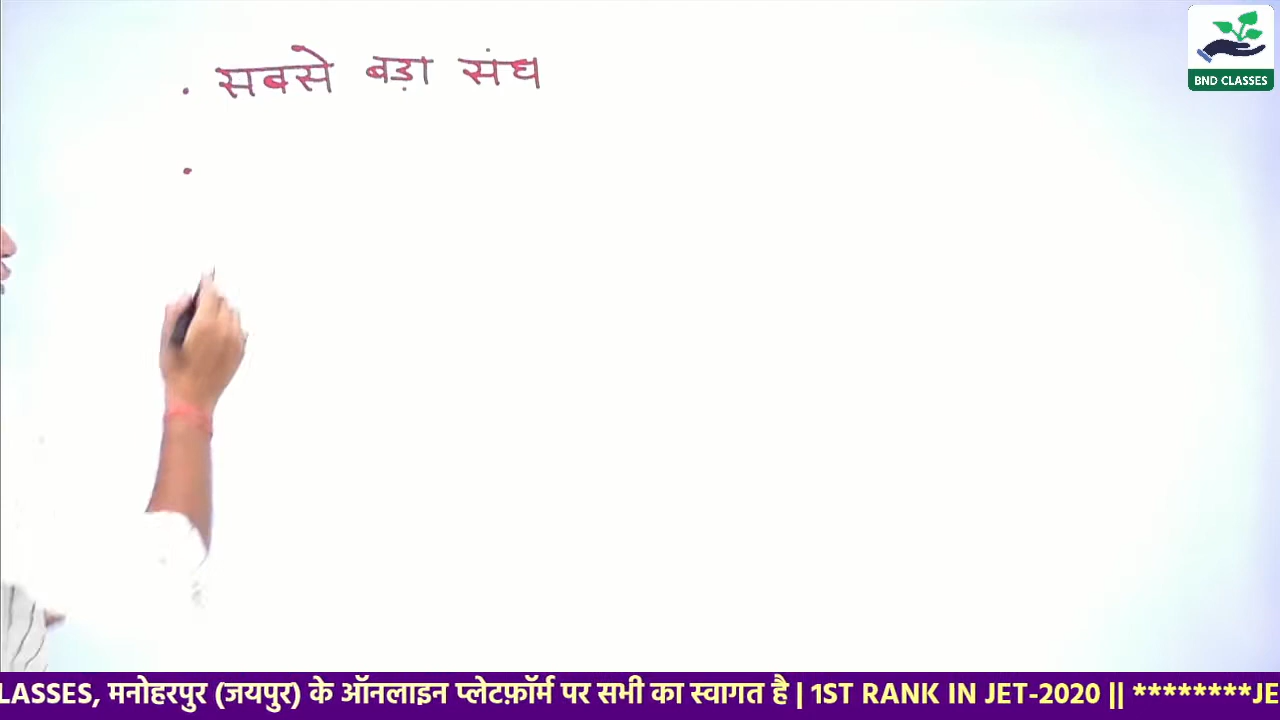 • सबसे बड़ा संघ
•
BND CLASSES
LASSES, मनोहरपुर (जयपुर) के ऑनलाइन प्लेटफ़ॉर्म पर सभी का स्वागत है | 1ST RANK IN JET-2020 || ********JE